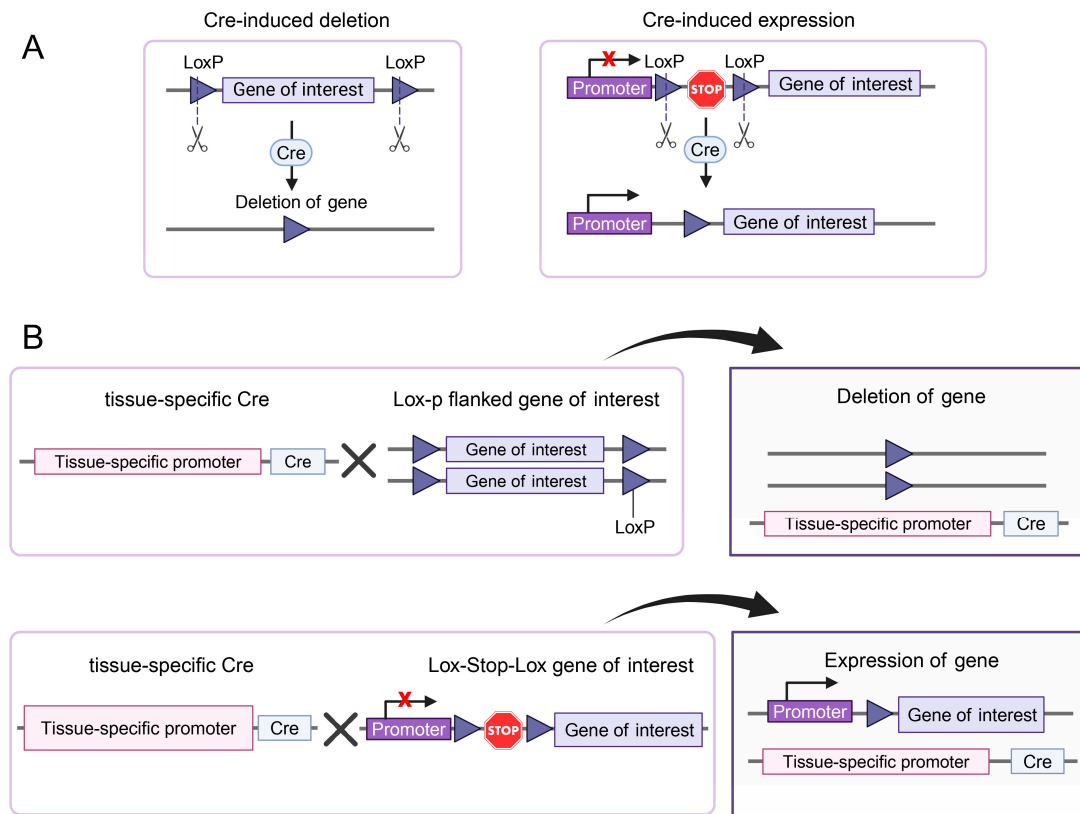 A
Cre-induced deletion
LoxP
LoxP
Gene of interest
Cre
Deletion of gene
Cre-induced expression
X
LoxP
LoxP
Promoter
STOP
Gene of interest
Cre
Promoter
Gene of interest
B
tissue-specific Cre
Lox-p flanked gene of interest
Tissue-specific promoter
Cre
Gene of interest
Gene of interest
LoxP
Deletion of gene
Tissue-specific promoter
Cre
tissue-specific Cre
Lox-Stop-Lox gene of interest
Tissue-specific promoter
Cre
X
Promoter
STOP
Gene of interest
Expression of gene
Promoter
Gene of interest
Tissue-specific promoter
Cre